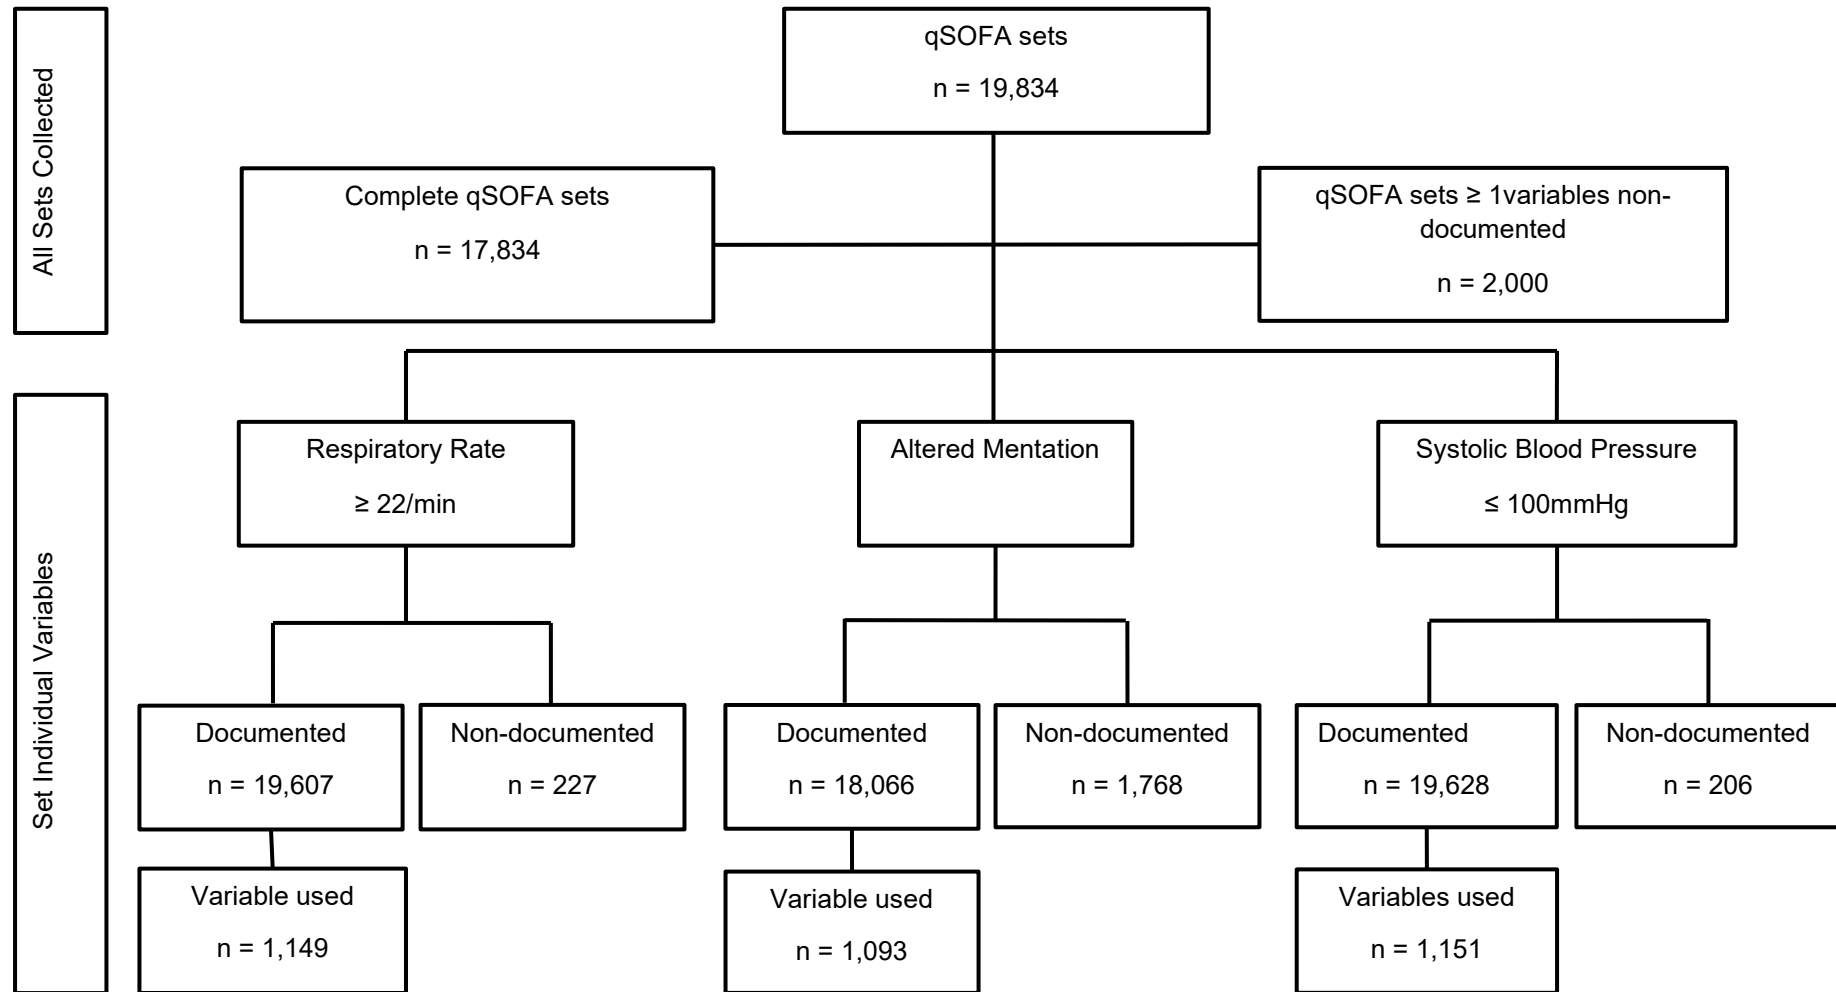 All Sets Collected
qSOFA sets
n = 19,834
Complete qSOFA sets
n = 17,834
qSOFA sets ≥ 1variables non-
documented
n = 2,000
Set Individual Variables
Respiratory Rate
≥ 22/min
Altered Mentation
Systolic Blood Pressure
≤ 100mmHg
Documented
n = 19,607
Non-documented
n = 227
Documented
n = 18,066
Non-documented
n = 1,768
Documented
n = 19,628
Non-documented
n = 206
Variable used
n = 1,149
Variable used
n = 1,093
Variables used
n = 1,151